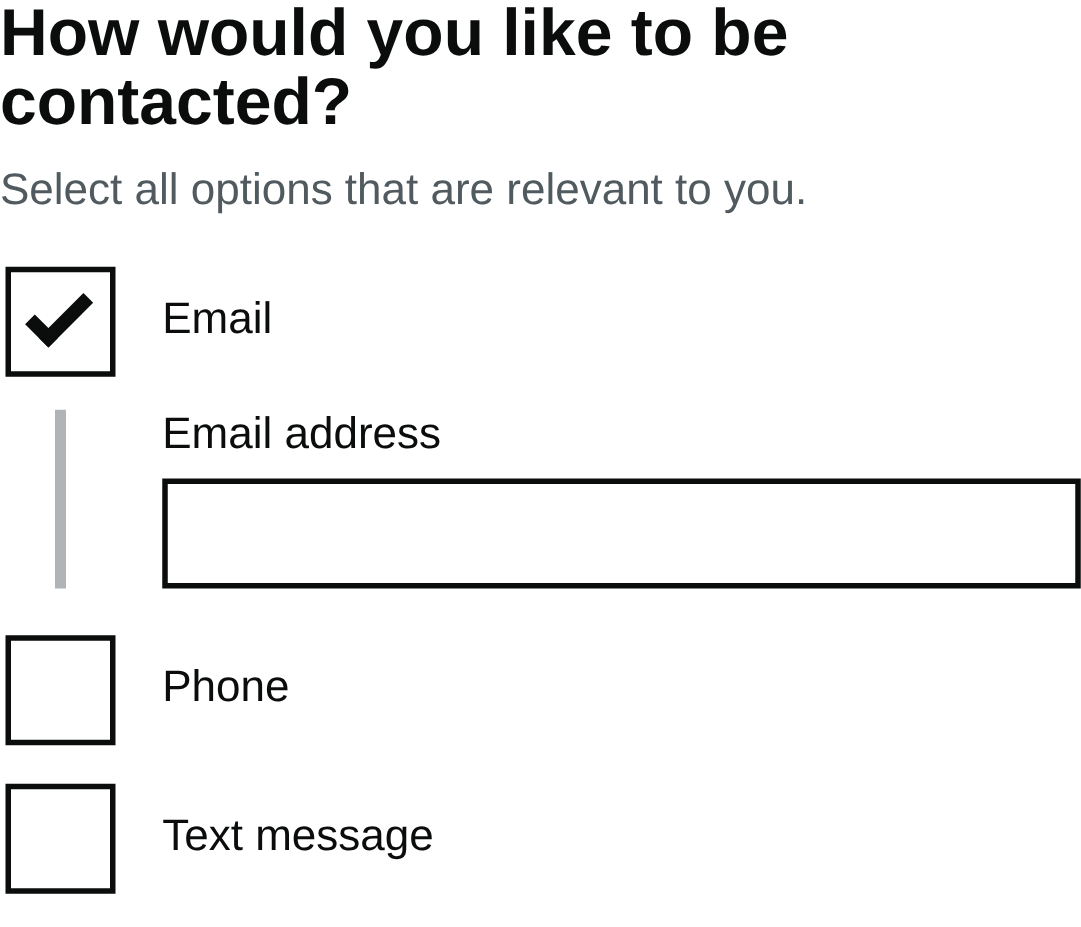 How would you like to be
contacted?
Select all options that are relevant to you.
Email
Email address
Phone
Text message